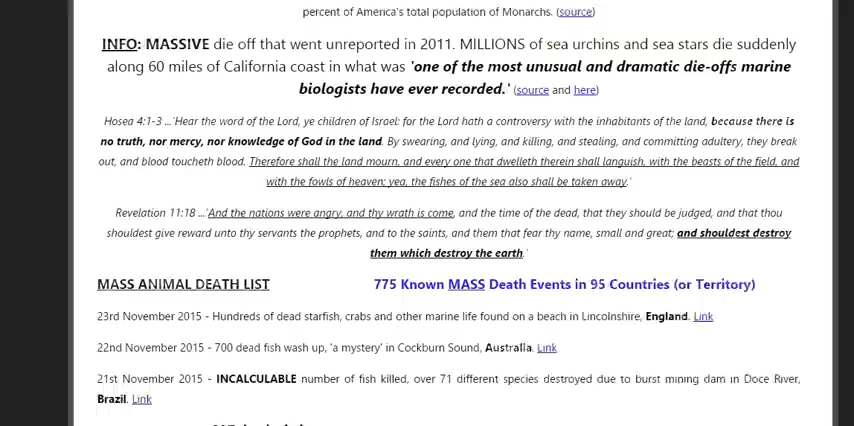 percent of America's total population of Monarchs. (source)
INFO: MASSIVE die off that went unreported in 2011. MILLIONS of sea urchins and sea stars die suddenly
along 60 miles of California coast in what was 'one of the most unusual and dramatic die-offs marine
biologists have ever recorded.' (source and here)
Hosea 4:1-3 ...'Hear the word of the Lord, ye children of Israel: for the Lord hath a controversy with the inhabitants of the land, because there is
no truth, nor mercy, nor knowledge of God in the land. By swearing, and lying, and killing, and stealing, and committing adultery, they break
out, and blood toucheth blood. Therefore shall the land mourn, and every one that dwelleth therein shall languish, with the beasts of the field, and
with the fowls of heaven; yea, the fishes of the sea also shall be taken away.'
Revelation 11:18 ...'And the nations were angry, and thy wrath is come, and the time of the dead, that they should be judged, and that thou
shouldest give reward unto thy servants the prophets, and to the saints, and them that fear thy name, small and great; and shouldest destroy
them which destroy the earth.'
MASS ANIMAL DEATH LIST 775 Known MASS Death Events in 95 Countries (or Territory)
23rd November 2015 - Hundreds of dead starfish, crabs and other marine life found on a beach in Lincolnshire, England. Link
22nd November 2015 - 700 dead fish wash up, 'a mystery' in Cockburn Sound, Australia. Link
21st November 2015 - INCALCULABLE number of fish killed, over 71 different species destroyed due to burst mining dam in Doce River,
Brazil. Link